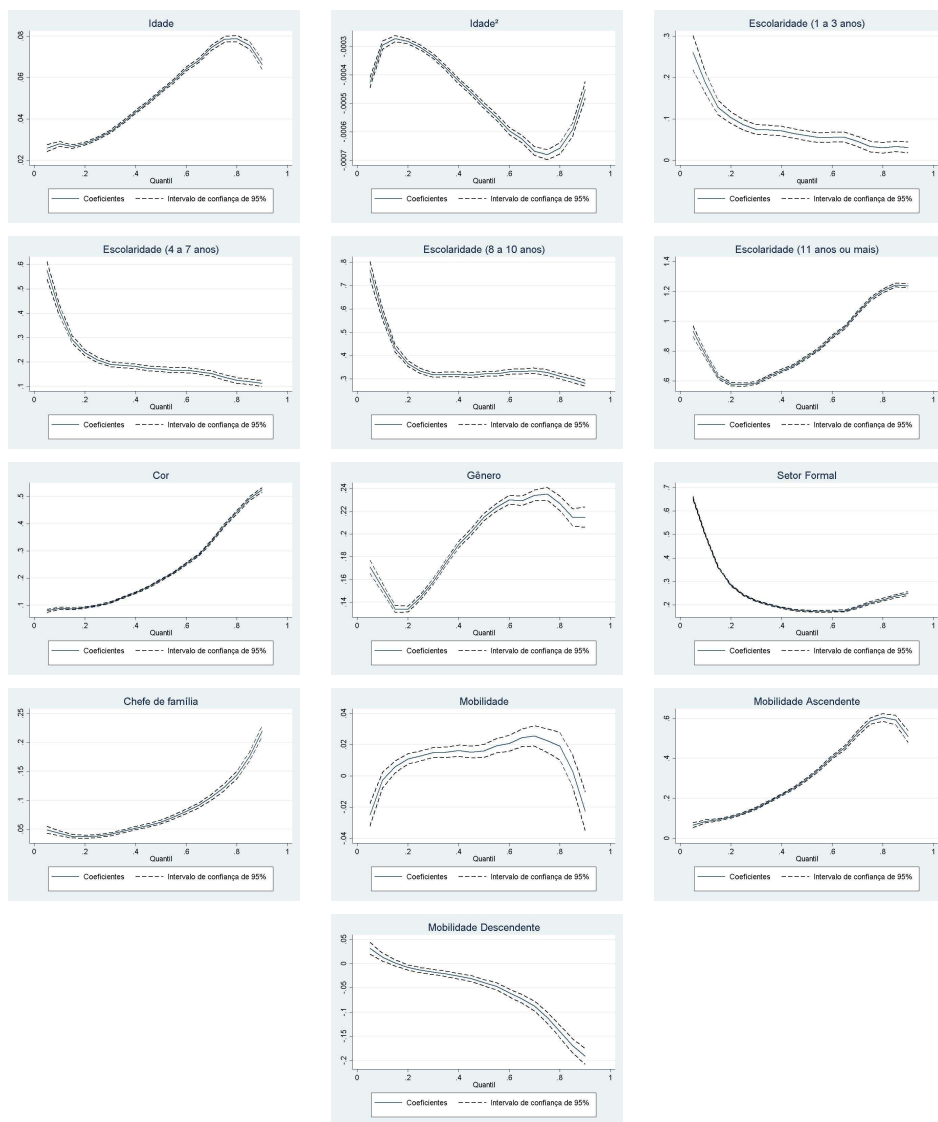 Idade
.02 .04 .06 .08
0 .2 .4 .6 .8 1
Quantil
Coeficientes Intervalo de confiança de 95%
Idade²
-.0007 -.0006 -.0005 -.0004 -.0003
0 .2 .4 .6 .8 1
Quantil
Coeficientes Intervalo de confiança de 95%
Escolaridade (1 a 3 anos)
0 .1 .2 .3
0 .2 .4 .6 .8 1
quantil
Coeficientes Intervalo de confiança de 95%
Escolaridade (4 a 7 anos)
.1 .2 .3 .4 .5 .6
0 .2 .4 .6 .8 1
Quantil
Coeficientes Intervalo de confiança de 95%
Escolaridade (8 a 10 anos)
.3 .4 .5 .6 .7 .8
0 .2 .4 .6 .8 1
Quantil
Coeficientes Intervalo de confiança de 95%
Escolaridade (11 anos ou mais)
.6 .8 1 1.2 1.4
0 .2 .4 .6 .8 1
Quantil
Coeficientes Intervalo de confiança de 95%
Cor
.1 .2 .3 .4 .5
0 .2 .4 .6 .8 1
Quantil
Coeficientes Intervalo de confiança de 95%
Gênero
.14 .16 .18 .2 .22 .24
0 .2 .4 .6 .8 1
Quantil
Coeficientes Intervalo de confiança de 95%
Setor Formal
.2 .3 .4 .5 .6 .7
0 .2 .4 .6 .8 1
Quantil
Coeficientes Intervalo de confiança de 95%
Chefe de família
.05 .1 .15 .2 .25
0 .2 .4 .6 .8 1
Quantil
Coeficientes Intervalo de confiança de 95%
Mobilidade
-.04 -.02 0 .02 .04
0 .2 .4 .6 .8 1
Quantil
Coeficientes Intervalo de confiança de 95%
Mobilidade Ascendente
0 .2 .4 .6
0 .2 .4 .6 .8 1
Quantil
Coeficientes Intervalo de confiança de 95%
Mobilidade Descendente
-.2 -.15 -.1 -.05 0 .05
0 .2 .4 .6 .8 1
Quantil
Coeficientes Intervalo de confiança de 95%